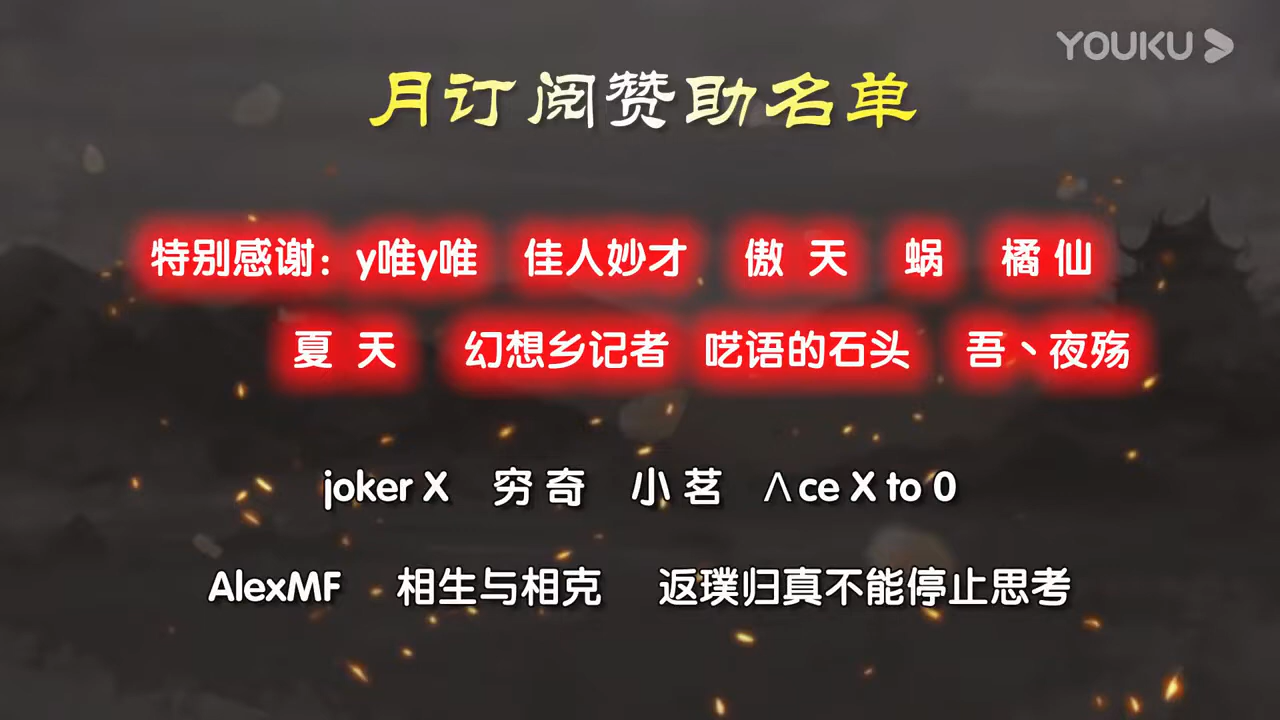 YOUKU
月订阅赞助名单
特别感谢：y唯y唯 佳人妙才 傲 天 蜗 橘 仙
夏 天 幻想乡记者 呓语的石头 吾丶夜殇
joker X 穷 奇 小 茗 Λce X to 0
AlexMF 相生与相克 返璞归真不能停止思考